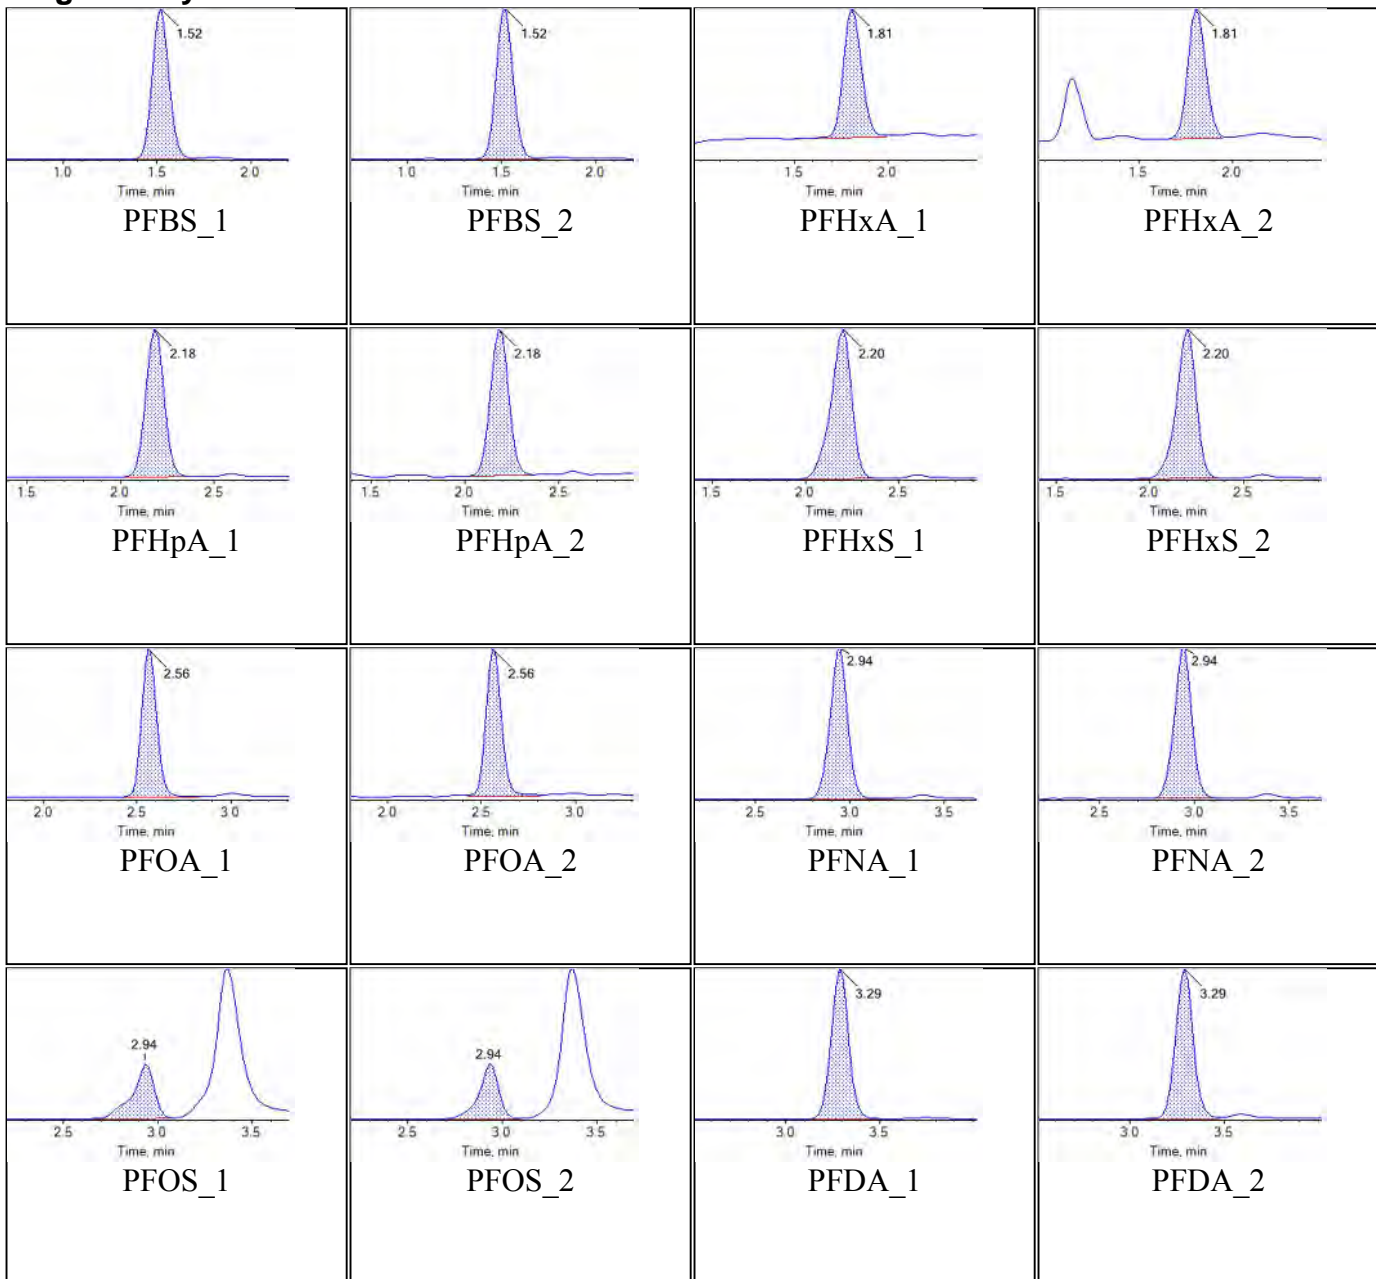 1.52 1.52 1.81 1.81
1.0 1.5 2.0 1.0 1.5 2.0 1.5 2.0 1.5 2.0
Time, min Time, min Time, min Time, min
PFBS_1 PFBS_2 PFHxA_1 PFHxA_2
2.18 2.18 2.20 2.20
1.5 2.0 2.5 1.5 2.0 2.5 1.5 2.0 2.5 1.5 2.0 2.5
Time, min Time, min Time, min Time, min
PFHpA_1 PFHpA_2 PFHxS_1 PFHxS_2
2.56 2.56 2.94 2.94
2.0 2.5 3.0 2.0 2.5 3.0 2.5 3.0 3.5 2.5 3.0 3.5
Time, min Time, min Time, min Time, min
PFOA_1 PFOA_2 PFNA_1 PFNA_2
2.94 2.94 3.29 3.29
2.5 3.0 3.5 2.5 3.0 3.5 3.0 3.5 3.0 3.5
Time, min Time, min Time, min Time, min
PFOS_1 PFOS_2 PFDA_1 PFDA_2